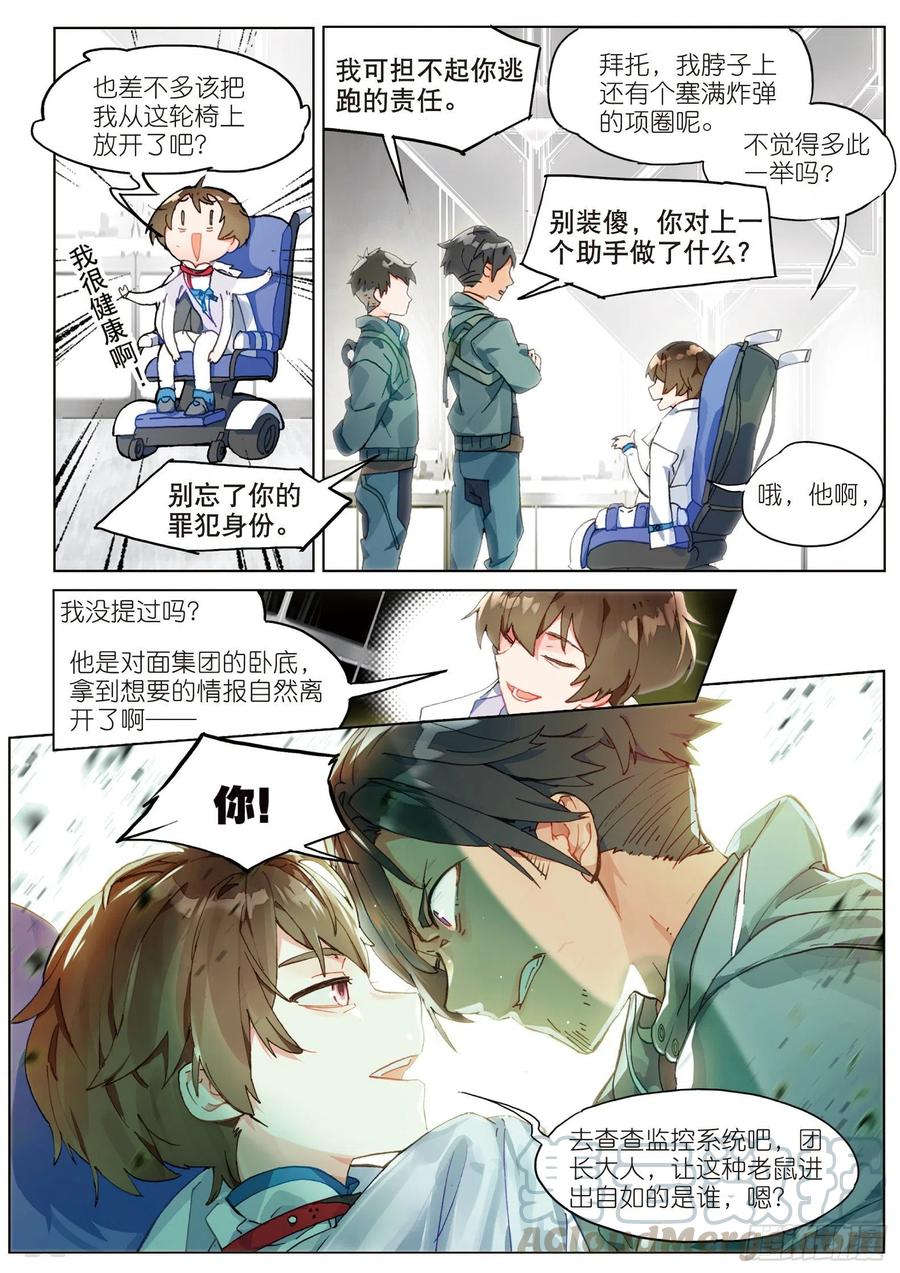 也差不多该把
我从这轮椅上
放开了吧？
我很健康啊！
别忘了你的
罪犯身份。
我可担不起你逃
跑的责任。
拜托，我脖子上
还有个塞满炸弹
的项圈呢。
不觉得多此
一举吗？
别装傻，你对上一
个助手做了什么？
哦，他啊，
我没提过吗？
他是对面集团的卧底，
拿到想要的情报自然离
开了啊——
你！
去查查监控系统吧，团
长大人，让这种老鼠进
出自如的是谁，嗯？